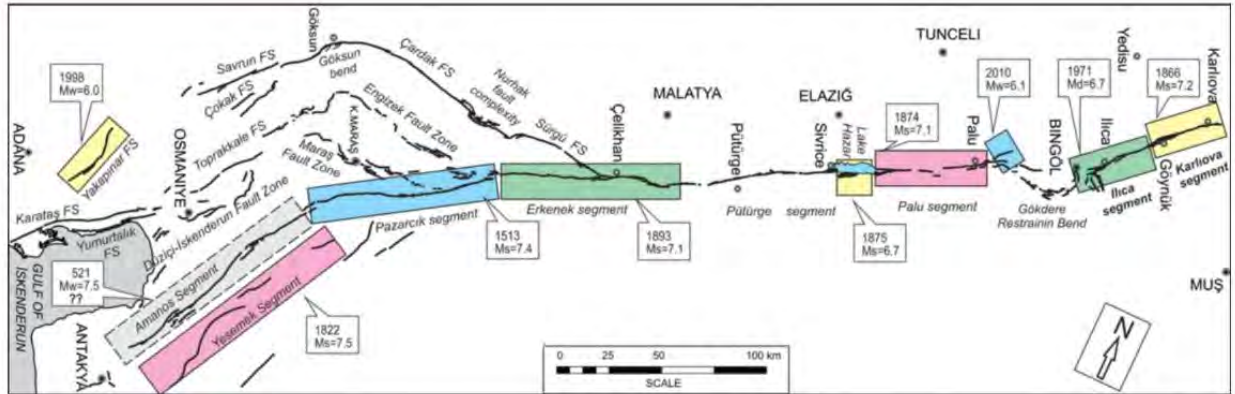 Göksun
Savrun FS
Göksun
bend
Çardak FS
1998
Mw=6.0
Çokak FS
Nurhak
fault
complexity
TUNCELİ
Yedisu
Karlıova
2010
Mw=6.1
1971
Md=6.7
1866
Ms=7.2
ADANA
Yakapınar FS
OSMANİYE
Toprakkale FS
K.MARAŞ
Engizek Fault Zone
Maraş
Fault Zone
Sürgü FS
Çelikhan
MALATYA
Pütürge
ELAZIĞ
Sivrice
Lake
Hazar
1874
Ms=7.1
Palu
BİNGÖL
Ilıca
Göynük
Karlıova
segment
Ilıca
segment
Karataş FS
Yumurtalık
FS
Düziçi-İskenderun Fault Zone
Pazarcık segment
Erkenek segment
Pütürge segment
Palu segment
Gökdere
Restrainin Bend
GULF OF
İSKENDERUN
521
Mw=7.5
??
Amanos Segment
Yesemek Segment
1513
Ms=7.4
1893
Ms=7.1
1875
Ms=6.7
MUŞ
ANTAKYA
1822
Ms=7.5
0 25 50 100 km
SCALE
N